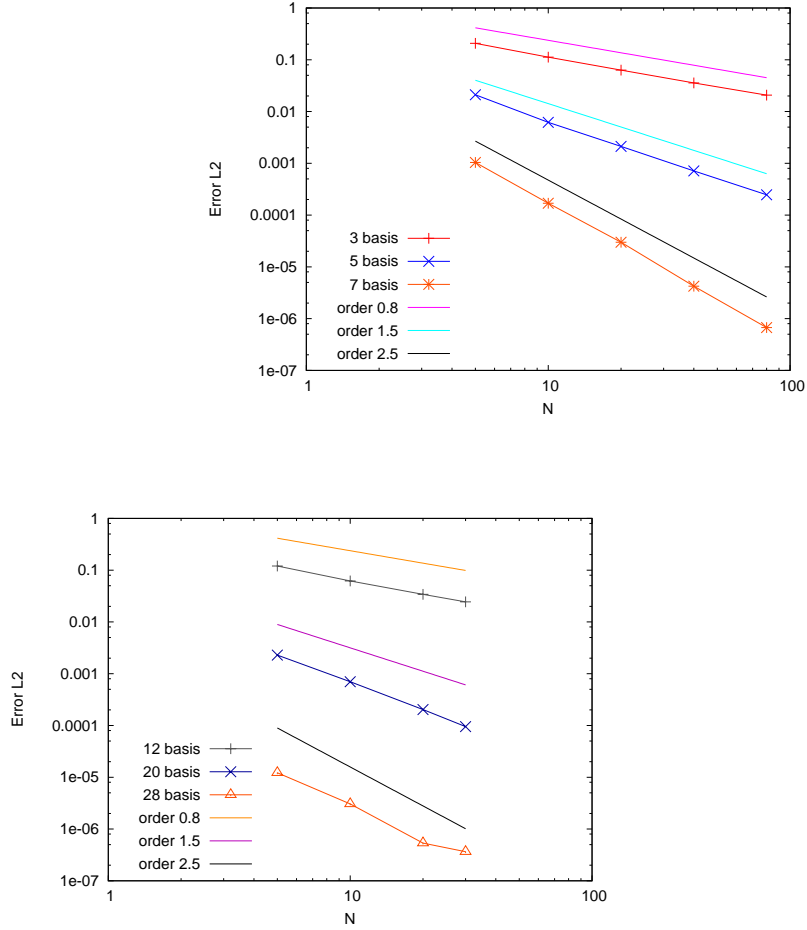 1
0.1
0.01
0.001
0.0001
1e-05
1e-06
1e-07
Error L2
3 basis
5 basis
7 basis
order 0.8
order 1.5
order 2.5
1 10 100
N
1
0.1
0.01
0.001
0.0001
1e-05
1e-06
1e-07
Error L2
12 basis
20 basis
28 basis
order 0.8
order 1.5
order 2.5
1 10 100
N